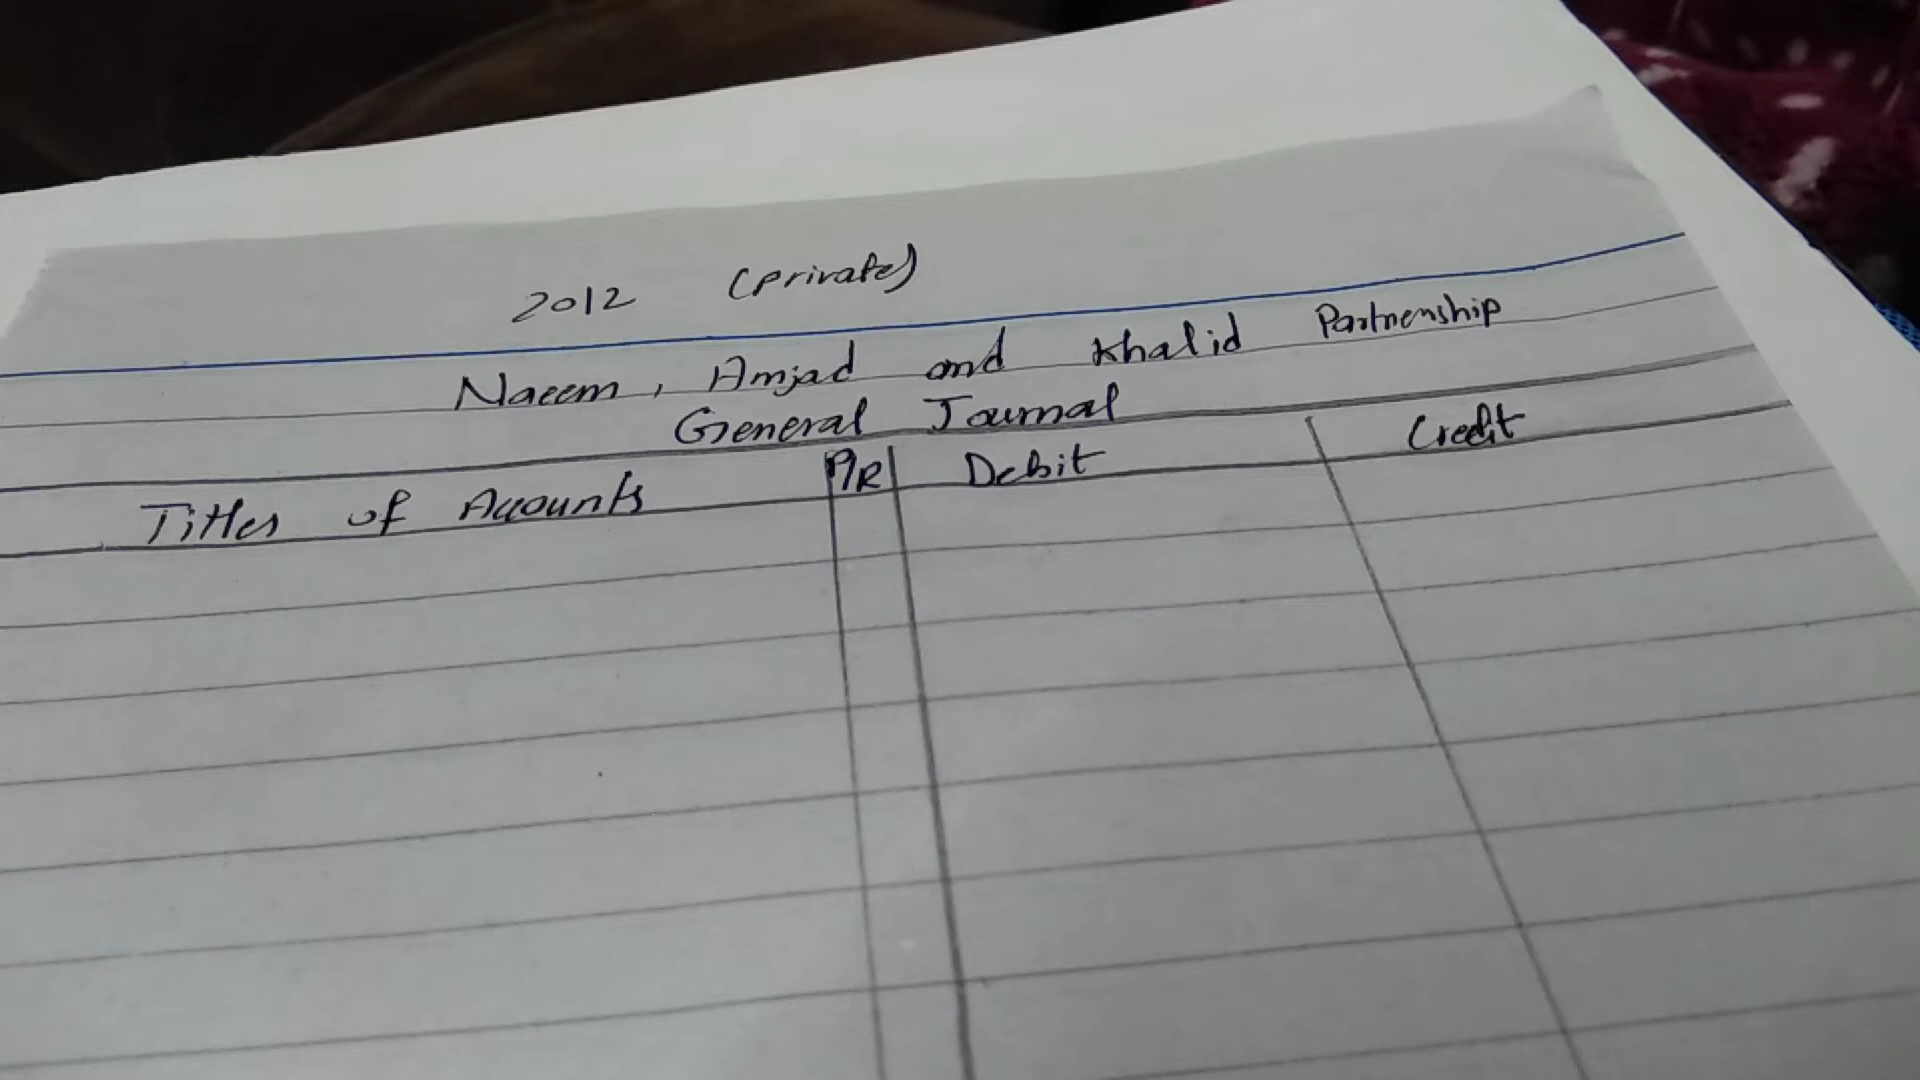 2012 (private)
Naeem, Amjad and Khalid Partnership
General Journal
Titles of Accounts P/R Debit Credit